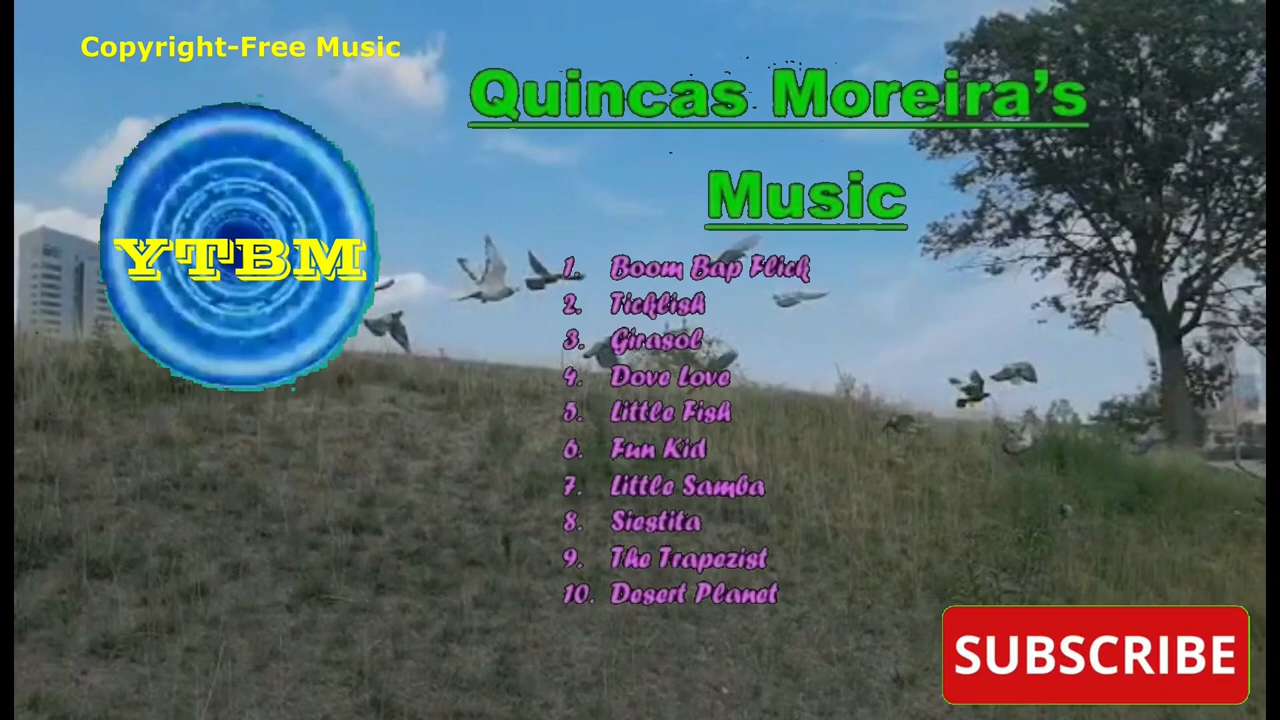 Copyright-Free Music
Quincas Moreira’s
Music
YTBM
1. Boom Bap Flick
2. Ticklish
3. Girasol
4. Dove Love
5. Little Fish
6. Fun Kid
7. Little Samba
8. Siestita
9. The Trapezist
10. Desert Planet
SUBSCRIBE